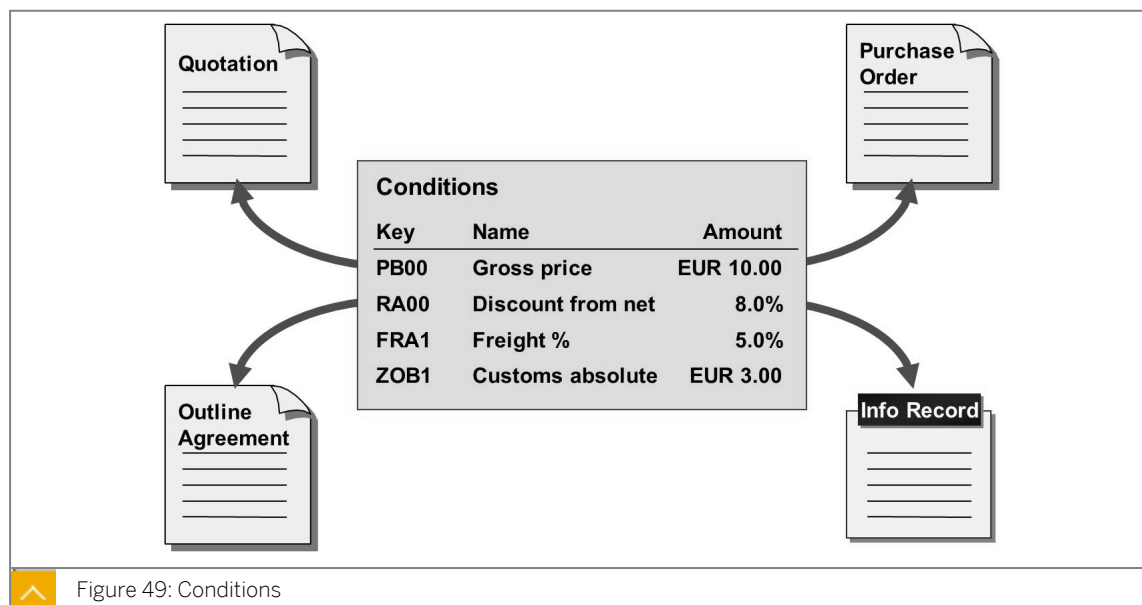 Quotation
Purchase
Order
Conditions
Key Name Amount
PB00 Gross price EUR 10.00
RA00 Discount from net 8.0%
FRA1 Freight % 5.0%
ZOB1 Customs absolute EUR 3.00
Outline
Agreement
Info Record
Figure 49: Conditions